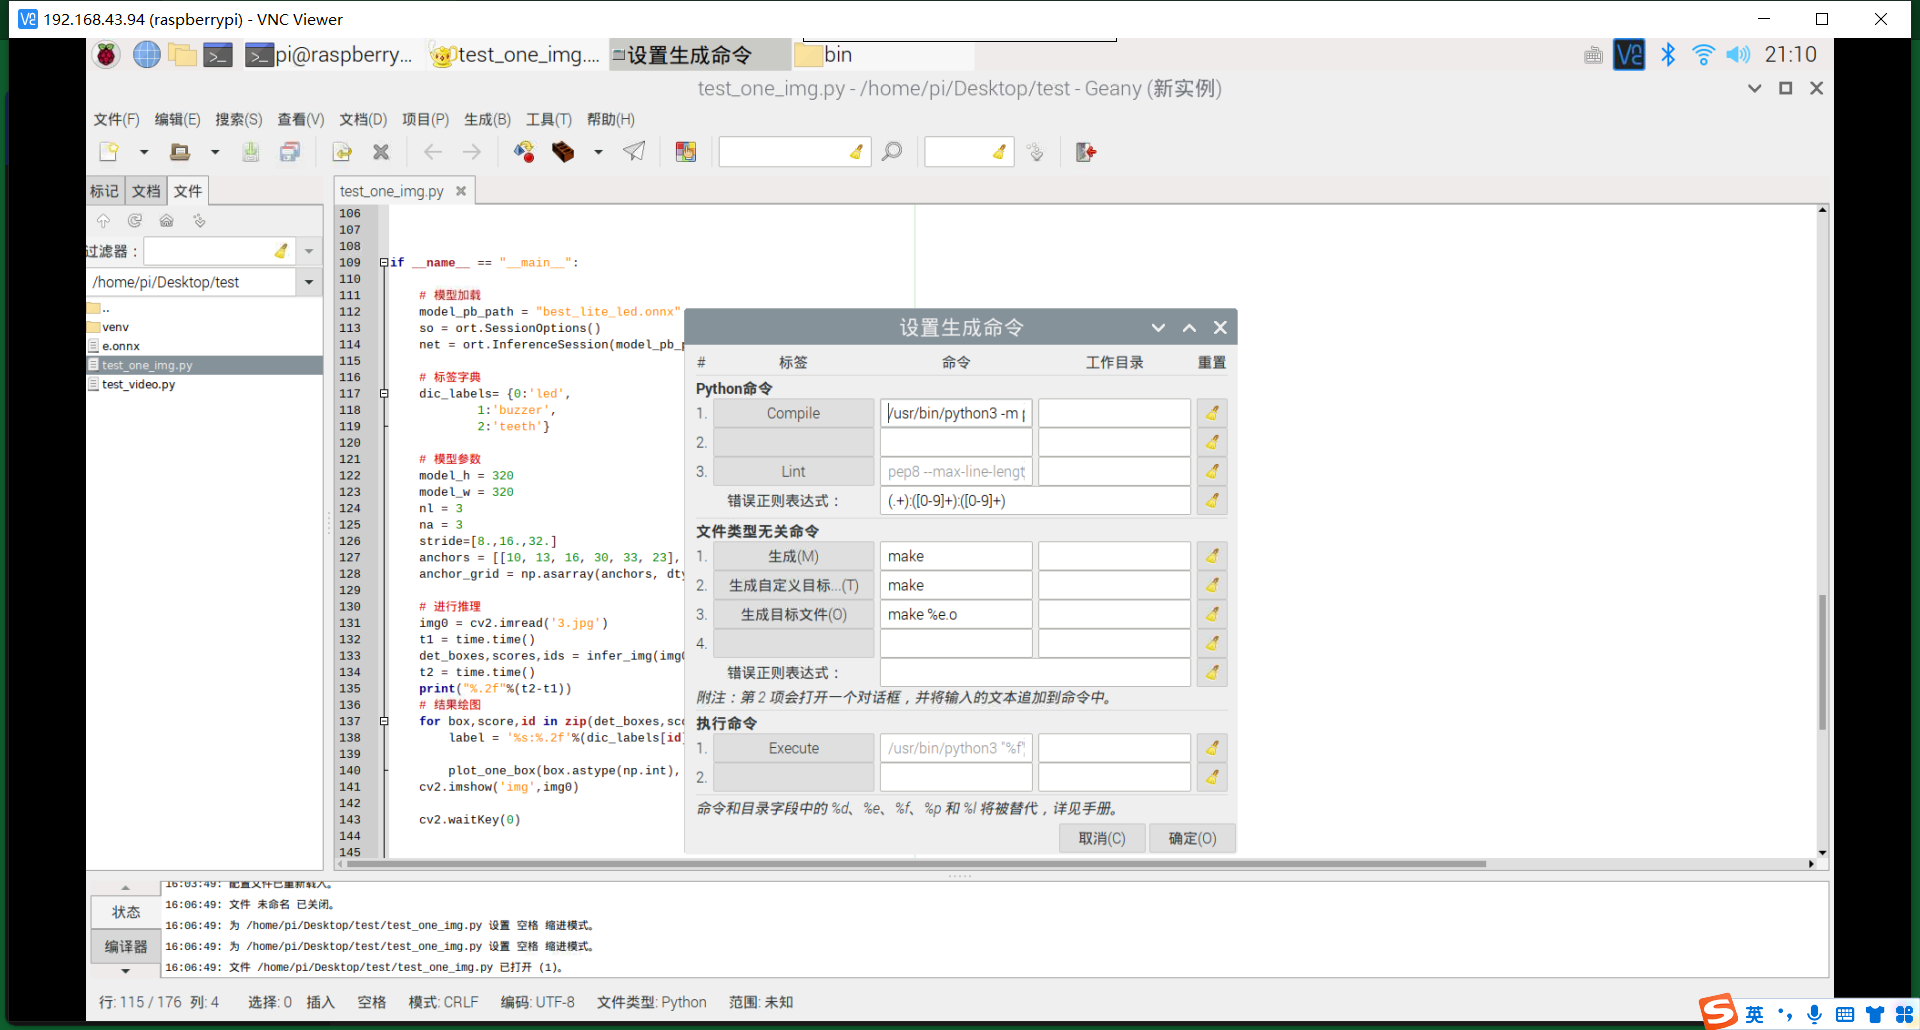 192.168.43.94 (raspberrypi) - VNC Viewer
pi@raspberry... test_one_img.... 设置生成命令 bin 21:10
test_one_img.py - /home/pi/Desktop/test - Geany (新实例)
文件(F) 编辑(E) 搜索(S) 查看(V) 文档(D) 项目(P) 生成(B) 工具(T) 帮助(H)
标记 文档 文件
过滤器：
/home/pi/Desktop/test
..
venv
e.onnx
test_one_img.py
test_video.py
test_one_img.py
106
107
108
109 if __name__ == "__main__":
110
111 # 模型加载
112 model_pb_path = "best_lite_led.onnx"
113 so = ort.SessionOptions()
114 net = ort.InferenceSession(model_pb_p
115
116 # 标签字典
117 dic_labels= {0:'led',
118 1:'buzzer',
119 2:'teeth'}
120
121 # 模型参数
122 model_h = 320
123 model_w = 320
124 nl = 3
125 na = 3
126 stride=[8.,16.,32.]
127 anchors = [[10, 13, 16, 30, 33, 23],
128 anchor_grid = np.asarray(anchors, dty
129
130 # 进行推理
131 img0 = cv2.imread('3.jpg')
132 t1 = time.time()
133 det_boxes,scores,ids = infer_img(img0
134 t2 = time.time()
135 print("%.2f"%(t2-t1))
136 # 结果绘图
137 for box,score,id in zip(det_boxes,sco
138 label = '%s:%.2f'%(dic_labels[id]
139
140 plot_one_box(box.astype(np.int),
141 cv2.imshow('img',img0)
142
143 cv2.waitKey(0)
144
145
设置生成命令
# 标签 命令 工作目录 重置
Python命令
1. Compile /usr/bin/python3 -m p
2.
3. Lint pep8 --max-line-lengt
错误正则表达式： (.+):([0-9]+):([0-9]+)
文件类型无关命令
1. 生成(M) make
2. 生成自定义目标...(T) make
3. 生成目标文件(O) make %e.o
4.
错误正则表达式：
附注：第 2 项会打开一个对话框，并将输入的文本追加到命令中。
执行命令
1. Execute /usr/bin/python3 "%f"
2.
命令和目录字段中的 %d、%e、%f、%p 和 %l 将被替代，详见手册。
取消(C) 确定(O)
状态
编译器
16:03:49: 配置文件已重新载入。
16:06:49: 文件 未命名 已关闭。
16:06:49: 为 /home/pi/Desktop/test/test_one_img.py 设置 空格 缩进模式。
16:06:49: 为 /home/pi/Desktop/test/test_one_img.py 设置 空格 缩进模式。
16:06:49: 文件 /home/pi/Desktop/test/test_one_img.py 已打开 (1)。
行: 115 / 176 列: 4 选择: 0 插入 空格 模式: CRLF 编码: UTF-8 文件类型: Python 范围: 未知
英